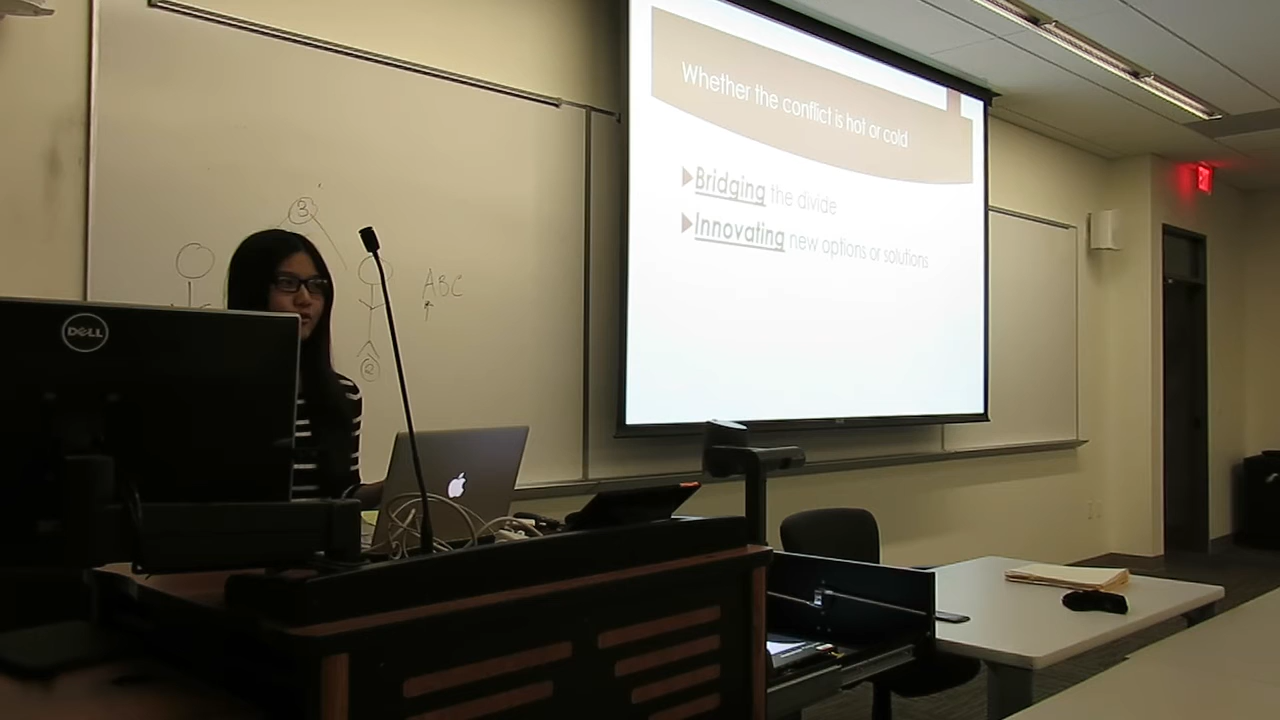 Whether the conflict is hot or cold
Bridging the divide
Innovating new options or solutions
3
ABC
2
DELL